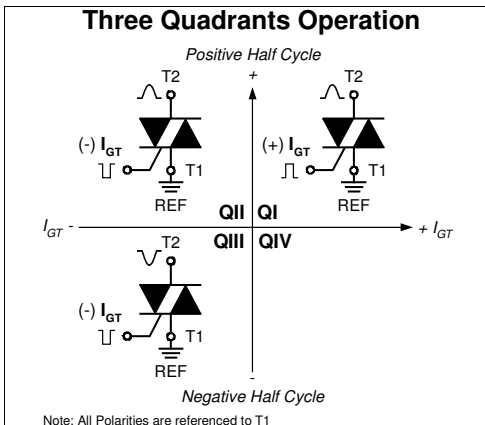 Three Quadrants Operation
Positive Half Cycle
+
T2
T2
(-) IGT
(+) IGT
T1
T1
REF
REF
QII QI
IGT -
+ IGT
QIII QIV
T2
(-) IGT
T1
REF
-
Negative Half Cycle
Note: All Polarities are referenced to T1